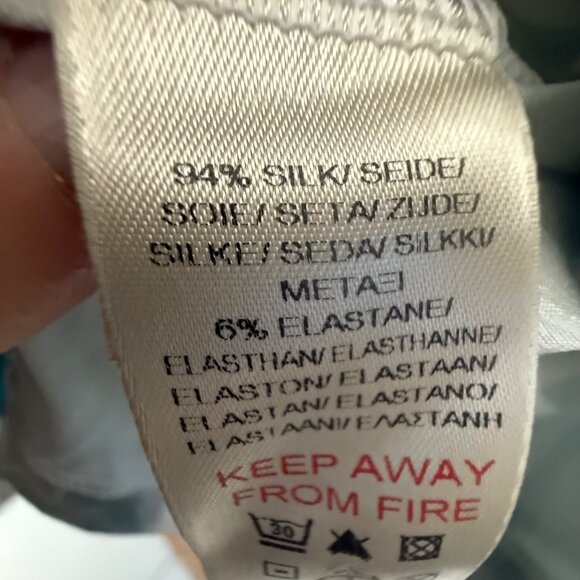 94% SILK/ SEIDE/
SOIE/ SETA/ ZIJDE/
SILKE/ SEDA/ SILKKI/
ΜΕΤΑΞΙ
6% ELASTANE/
ELASTHAN/ ELASTHANNE/
ELASTON/ ELASTAAN/
ELASTAN/ ELASTANO/
ELASTAANI/ ΕΛΑΣΤΑΝΗ
KEEP AWAY
FROM FIRE
30